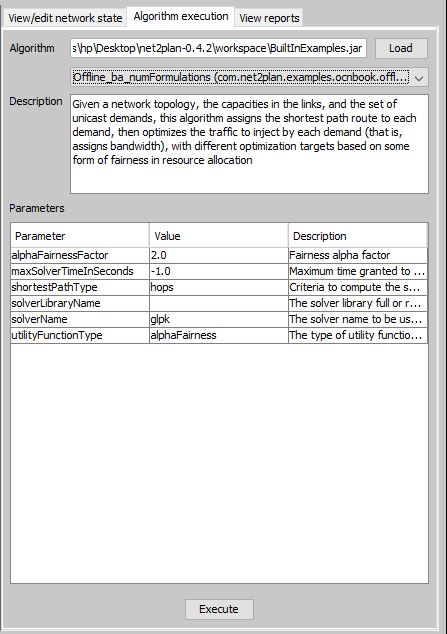 View/edit network state Algorithm execution View reports
Algorithm s\hp\Desktop\net2plan-0.4.2\workspace\BuiltInExamples.jar Load
Offline_ba_numFormulations (com.net2plan.examples.ocnbook.offl...
Description Given a network topology, the capacities in the links, and the set of
unicast demands, this algorithm assigns the shortest path route to each
demand, then optimizes the traffic to inject by each demand (that is,
assigns bandwidth), with different optimization targets based on some
form of fairness in resource allocation
Parameters
Parameter Value Description
alphaFairnessFactor 2.0 Fairness alpha factor
maxSolverTimeInSeconds -1.0 Maximum time granted to ...
shortestPathType hops Criteria to compute the s...
solverLibraryName The solver library full or r...
solverName glpk The solver name to be us...
utilityFunctionType alphaFairness The type of utility functio...
Execute